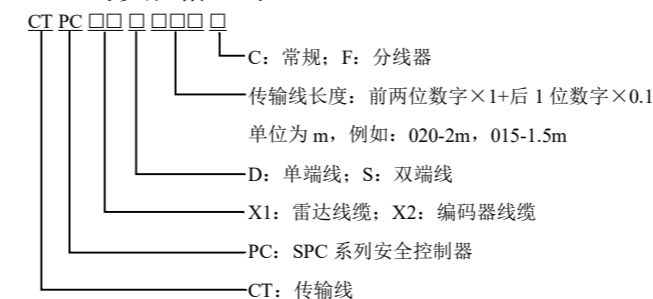 CT PC □□ □ □□□ □
C：常规；F：分线器
传输线长度：前两位数字×1+后 1 位数字×0.1
单位为 m，例如：020-2m，015-1.5m
D：单端线；S：双端线
X1：雷达线缆；X2：编码器线缆
PC：SPC 系列安全控制器
CT：传输线